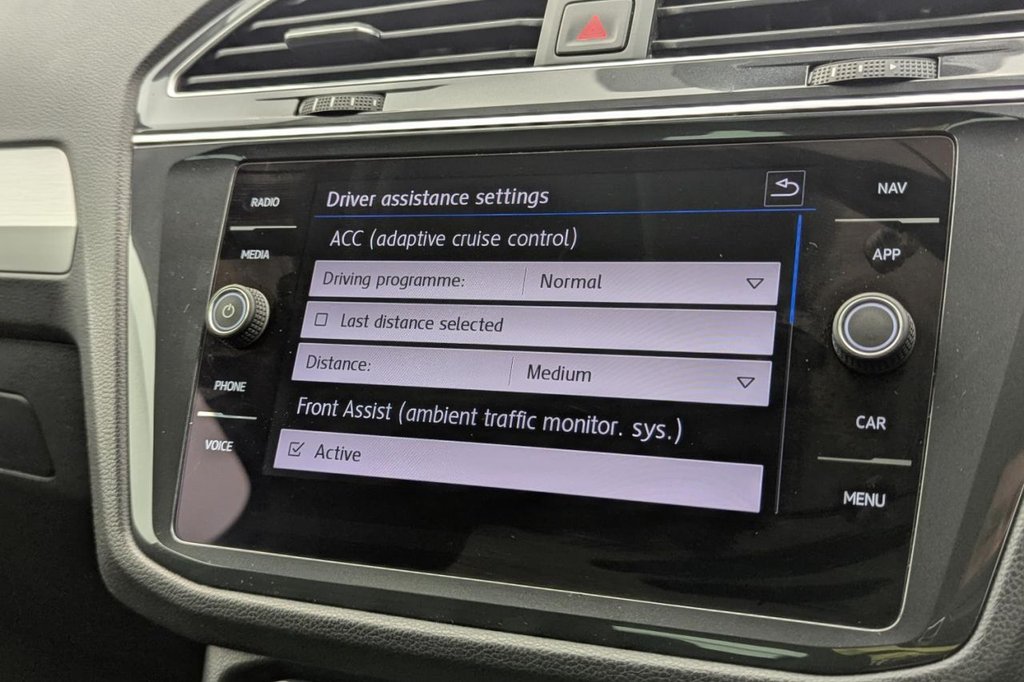 RADIO
MEDIA
PHONE
VOICE
Driver assistance settings
ACC (adaptive cruise control)
Driving programme: Normal
Last distance selected
Distance: Medium
Front Assist (ambient traffic monitor. sys.)
Active
NAV
APP
CAR
MENU